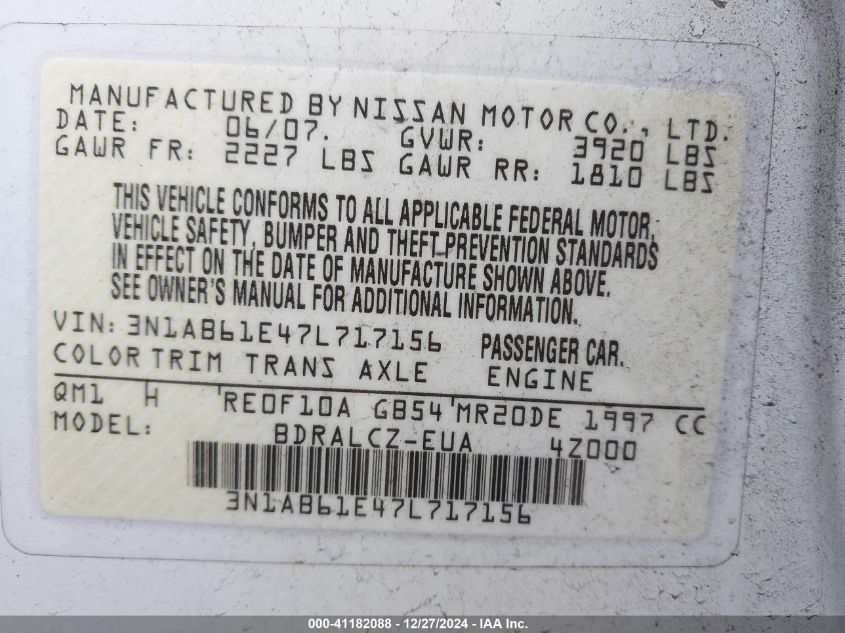 MANUFACTURED BY NISSAN MOTOR CO., LTD.
DATE: 06/07. GVWR: 3920 LBS
GAWR FR: 2227 LBS GAWR RR: 1810 LBS
THIS VEHICLE CONFORMS TO ALL APPLICABLE FEDERAL MOTOR
VEHICLE SAFETY, BUMPER AND THEFT PREVENTION STANDARDS
IN EFFECT ON THE DATE OF MANUFACTURE SHOWN ABOVE.
SEE OWNER'S MANUAL FOR ADDITIONAL INFORMATION.
VIN: 3N1AB61E47L717156 PASSENGER CAR.
COLOR TRIM TRANS AXLE ENGINE
QM1 H RE0F10A GB54 MR20DE 1997 CC
MODEL: BDRALCZ-EUA 4Z000
3N1AB61E47L717156
000-41182088 - 12/27/2024 - IAA Inc.